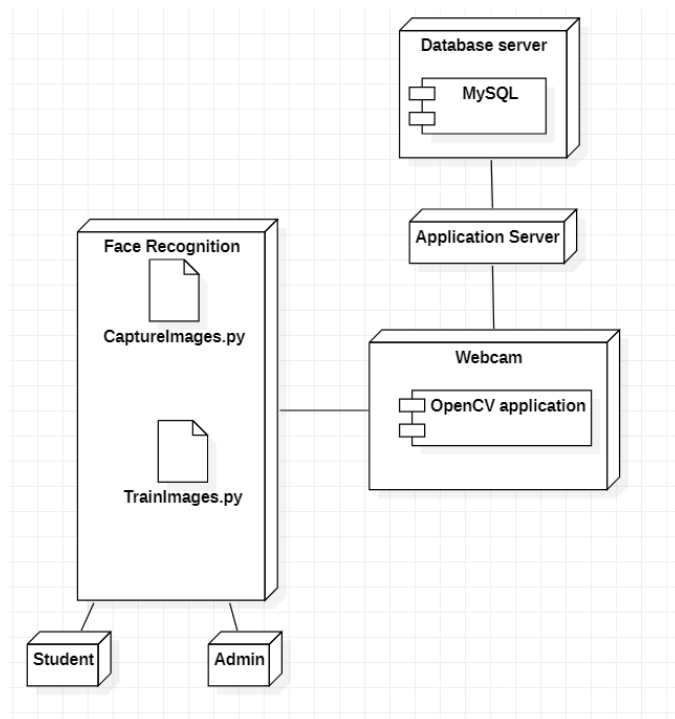 Database server
MySQL
Application Server
Face Recognition
CaptureImages.py
TrainImages.py
Webcam
OpenCV application
Student
Admin